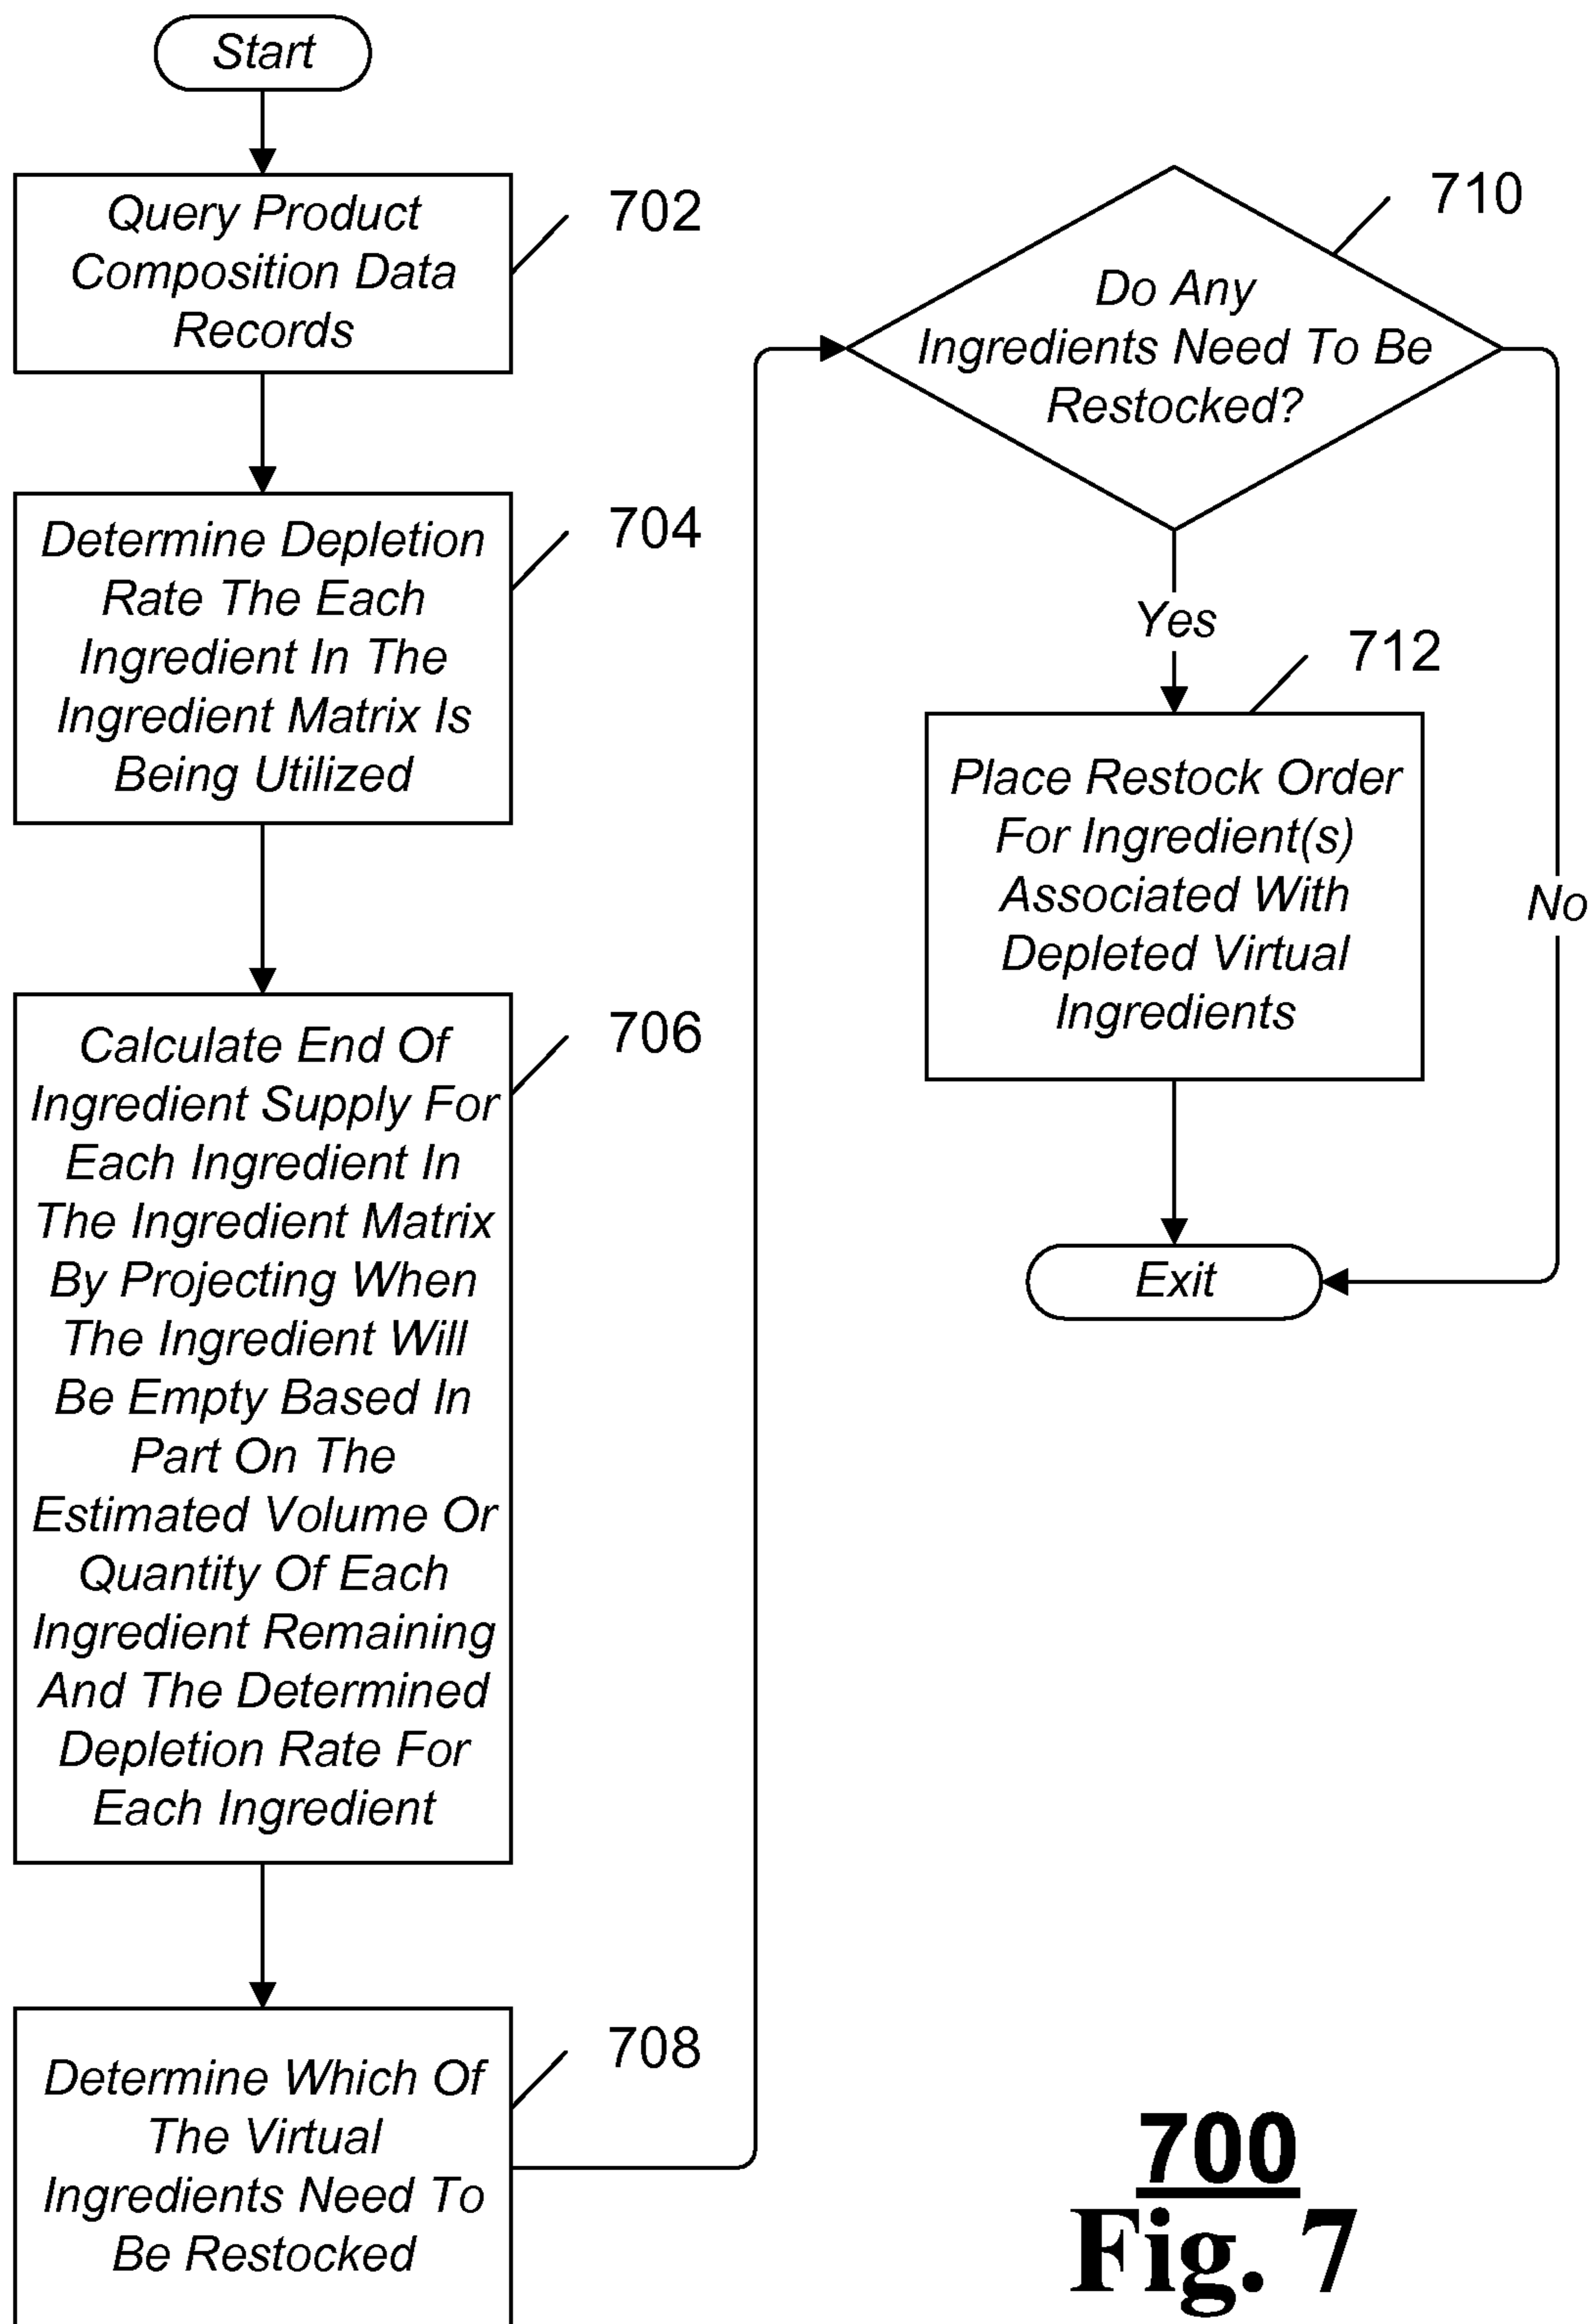 Start
Query Product
Composition Data
Records
702
Determine Depletion
Rate The Each
Ingredient In The
Ingredient Matrix Is
Being Utilized
704
Calculate End Of
Ingredient Supply For
Each Ingredient In
The Ingredient Matrix
By Projecting When
The Ingredient Will
Be Empty Based In
Part On The
Estimated Volume Or
Quantity Of Each
Ingredient Remaining
And The Determined
Depletion Rate For
Each Ingredient
706
Determine Which Of
The Virtual
Ingredients Need To
Be Restocked
708
Do Any
Ingredients Need To Be
Restocked?
710
Yes
No
Place Restock Order
For Ingredient(s)
Associated With
Depleted Virtual
Ingredients
712
Exit
700
Fig. 7